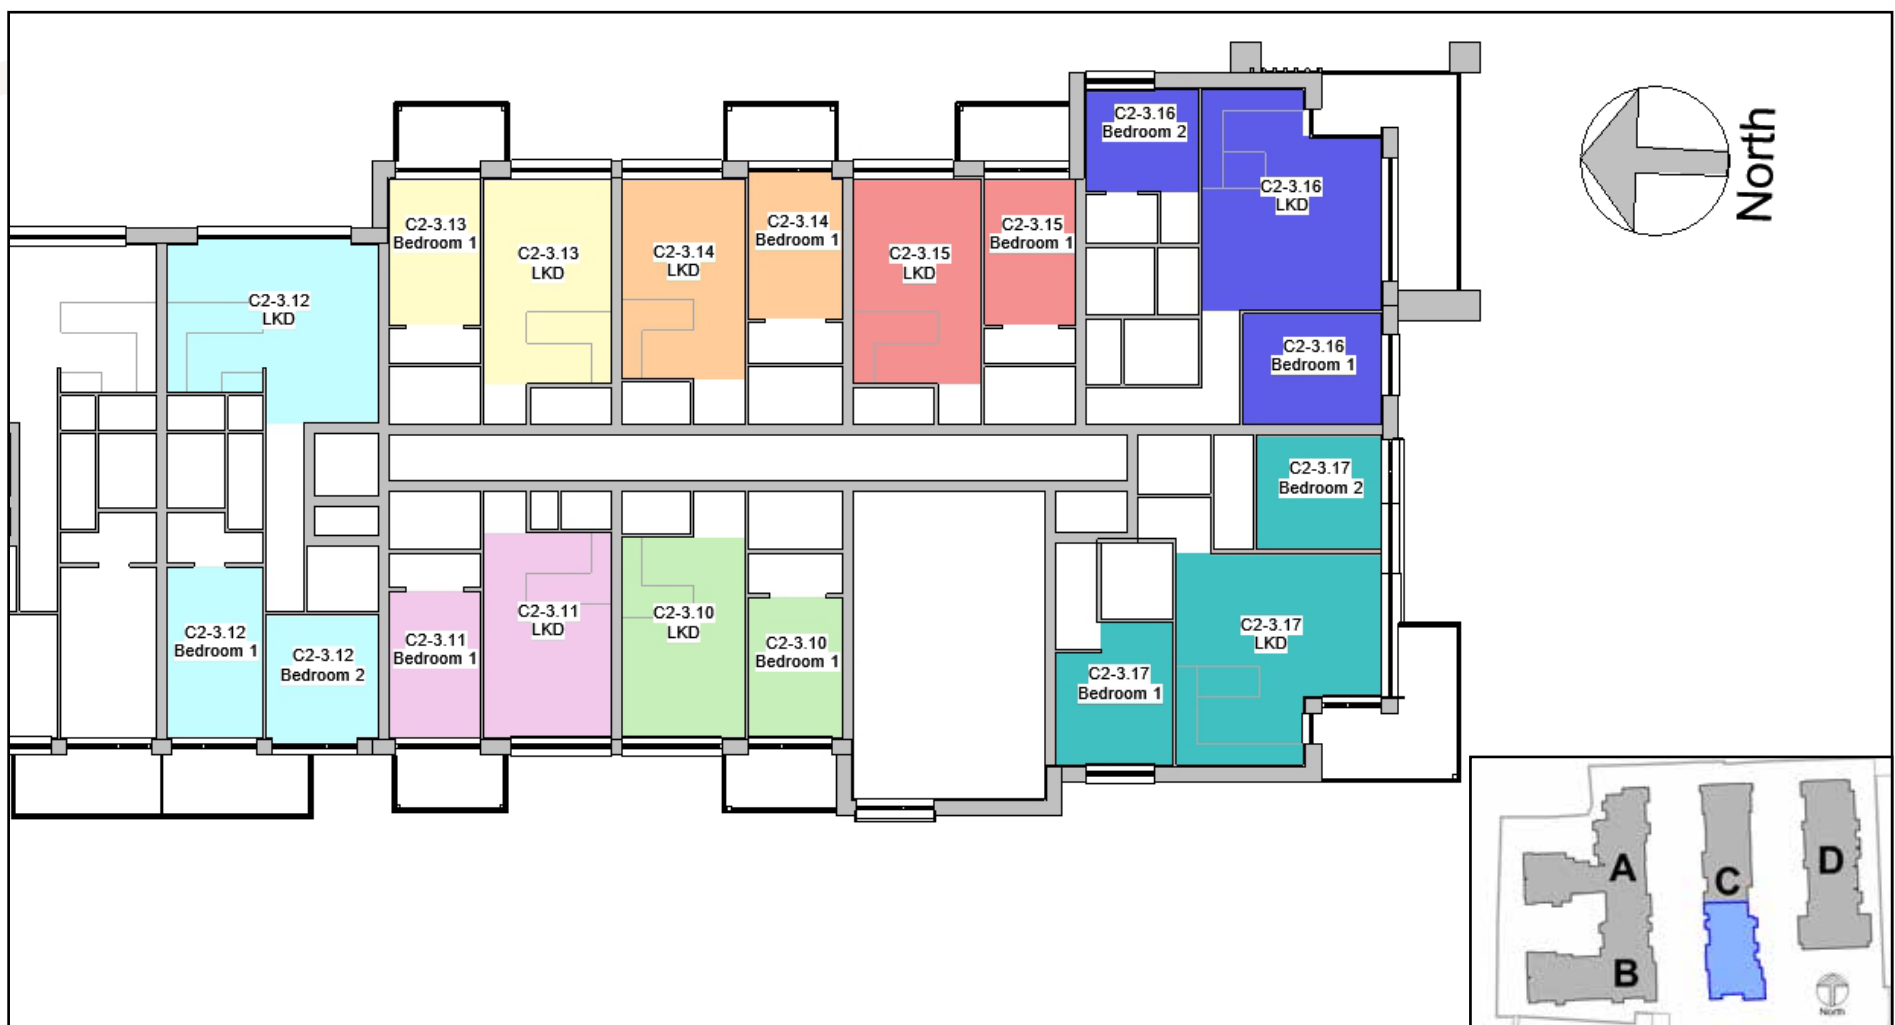 C2-3.16
Bedroom 2
C2-3.16
LKD
North
C2-3.13
Bedroom 1
C2-3.13
LKD
C2-3.14
LKD
C2-3.14
Bedroom 1
C2-3.15
LKD
C2-3.15
Bedroom 1
C2-3.12
LKD
C2-3.16
Bedroom 1
C2-3.17
Bedroom 2
C2-3.12
Bedroom 1
C2-3.12
Bedroom 2
C2-3.11
Bedroom 1
C2-3.11
LKD
C2-3.10
LKD
C2-3.10
Bedroom 1
C2-3.17
Bedroom 1
C2-3.17
LKD
A
C
D
B
North